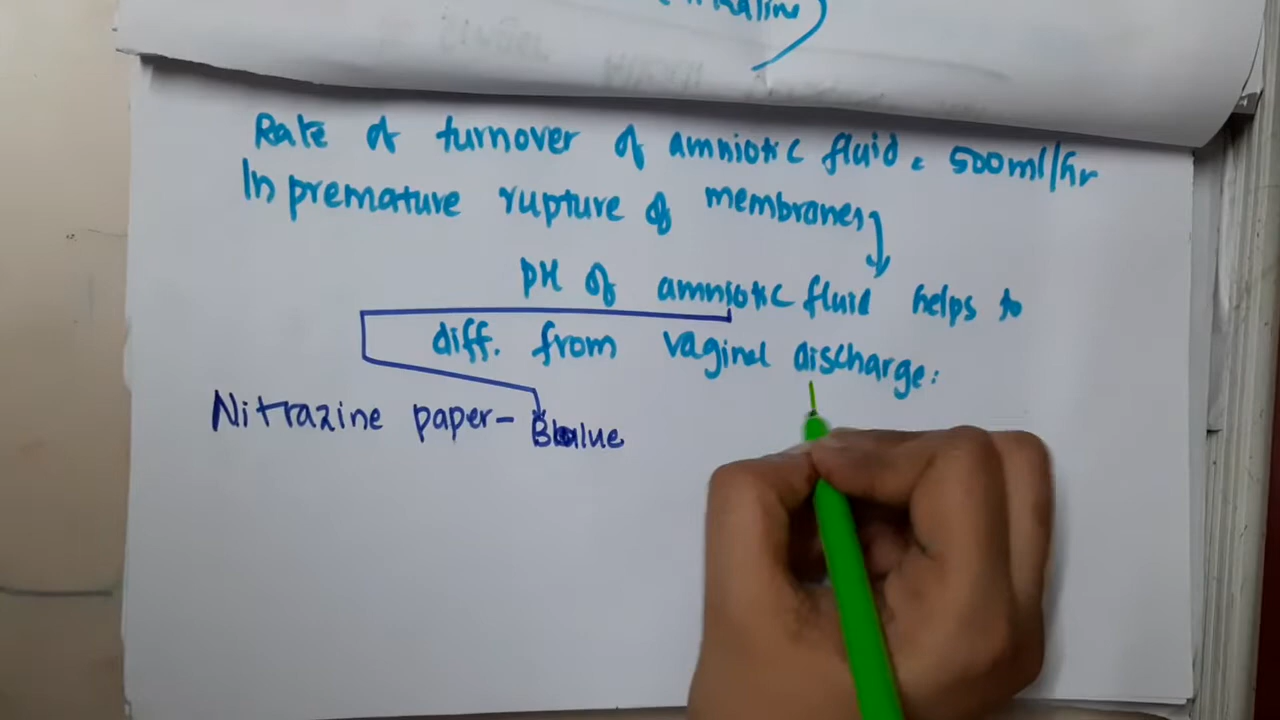 Rate of turnover of amniotic fluid = 500ml/hr
In premature rupture of membranes
pH of amniotic fluid helps to
diff. from vaginal discharge:
Nitrazine paper- Blue